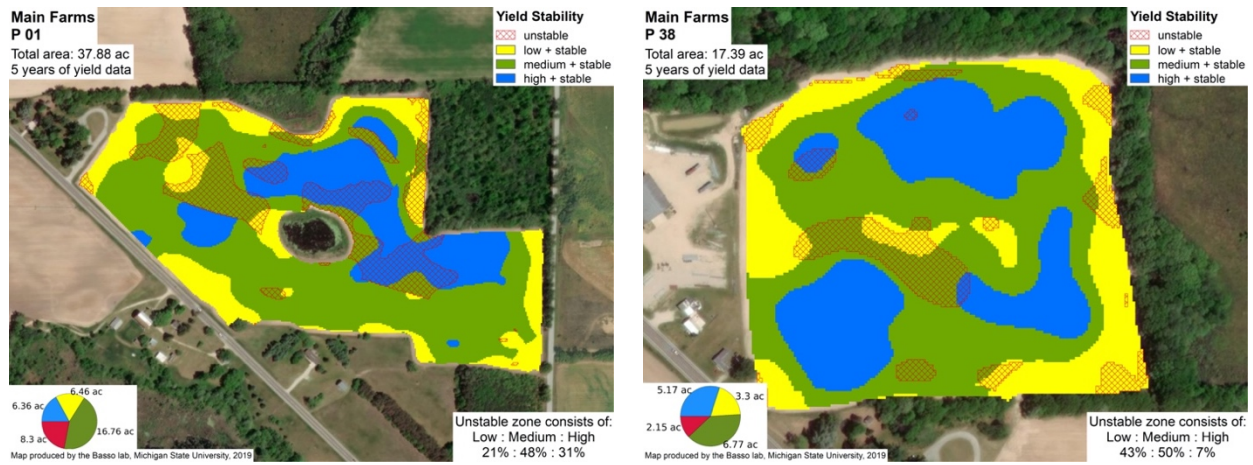 Main Farms
P 01
Total area: 37.88 ac
5 years of yield data
Yield Stability
unstable
low + stable
medium + stable
high + stable
6.46 ac
6.36 ac
16.76 ac
8.3 ac
Map produced by the Basso lab, Michigan State University, 2019
Unstable zone consists of:
Low : Medium : High
21% : 48% : 31%
Main Farms
P 38
Total area: 17.39 ac
5 years of yield data
Yield Stability
unstable
low + stable
medium + stable
high + stable
5.17 ac
3.3 ac
2.15 ac
6.77 ac
Map produced by the Basso lab, Michigan State University, 2019
Unstable zone consists of:
Low : Medium : High
43% : 50% : 7%